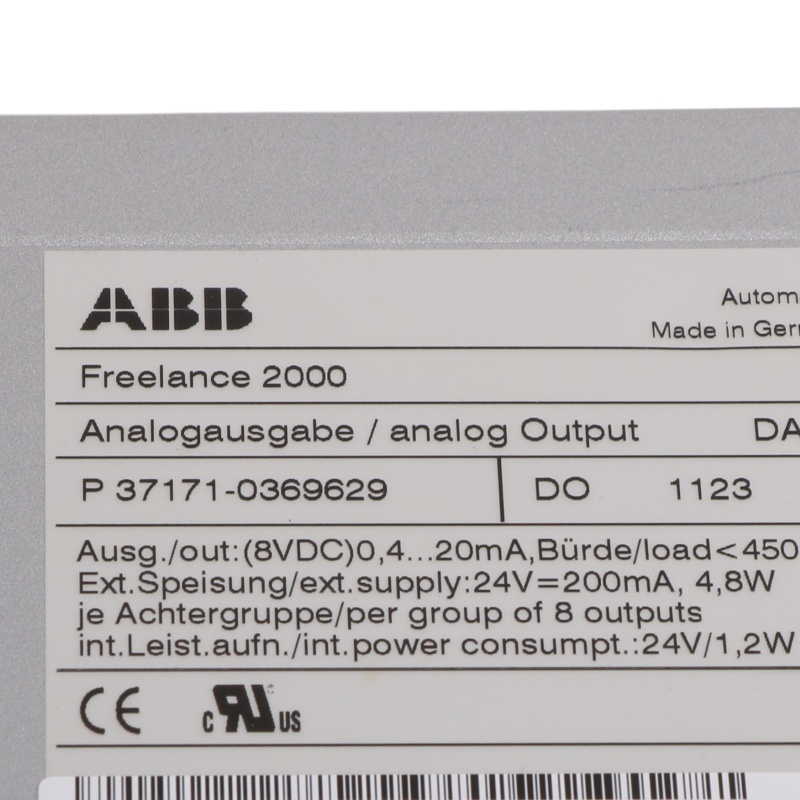 ABB
Autom
Made in Ger
Freelance 2000
Analogausgabe / analog Output DA
P 37171-0369629 DO 1123
Ausg./out:(8VDC)0,4...20mA,Bürde/load<450
Ext.Speisung/ext.supply:24V=200mA, 4,8W
je Achtergruppe/per group of 8 outputs
int.Leist.aufn./int.power consumpt.:24V/1,2W
CE c RU US